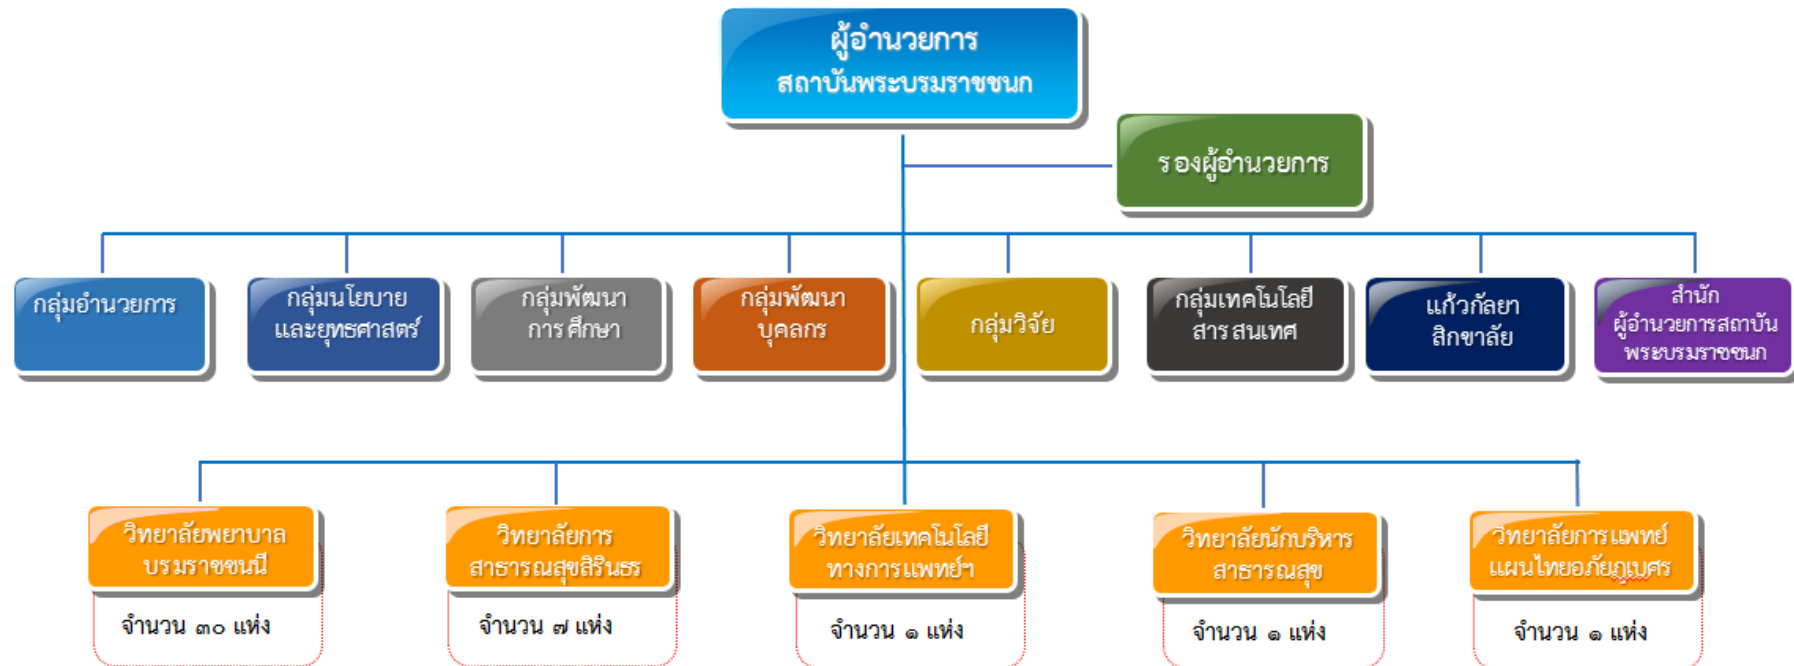 ผู้อำนวยการ
สถาบันพระบรมราชชนก
รองผู้อำนวยการ
กลุ่มอำนวยการ
กลุ่มนโยบาย
และยุทธศาสตร์
กลุ่มพัฒนา
การศึกษา
กลุ่มพัฒนา
บุคลกร
กลุ่มวิจัย
กลุ่มเทคโนโลยี
สารสนเทศ
แก้วกัลยา
สิกขาลัย
สำนัก
ผู้อำนวยการสถาบัน
พระบรมราชชนก
วิทยาลัยพยาบาล
บรมราชชนนี
จำนวน ๓๐ แห่ง
วิทยาลัยการ
สาธารณสุขสิรินธร
จำนวน ๗ แห่ง
วิทยาลัยเทคโนโลยี
ทางการแพทย์ฯ
จำนวน ๑ แห่ง
วิทยาลัยนักบริหาร
สาธารณสุข
จำนวน ๑ แห่ง
วิทยาลัยการแพทย์
แผนไทยอภัยภูเบศร
จำนวน ๑ แห่ง